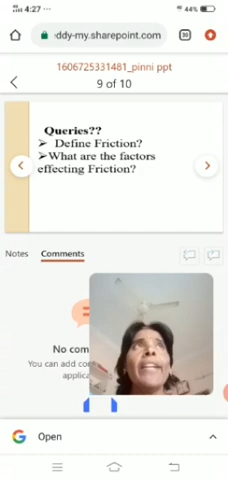 4:27
44%
ddy-my.sharepoint.com
1606725331481_pinni ppt
9 of 10
Queries??
➢ Define Friction?
➢What are the factors
effecting Friction?
Notes Comments
No com
You can add co
applica
Open